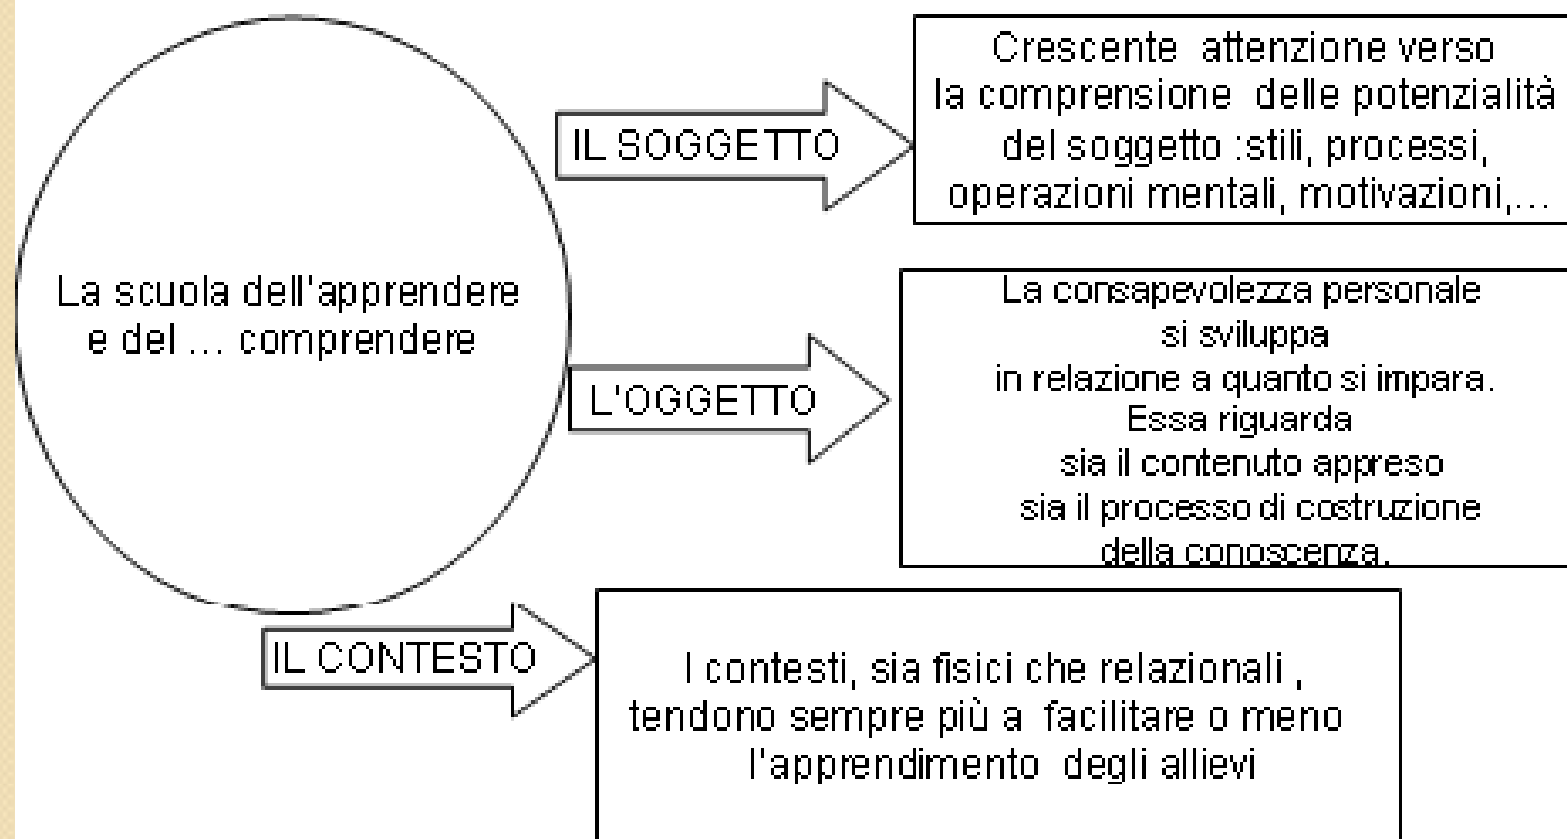 La scuola dell'apprendere
e del ... comprendere
IL SOGGETTO
Crescente attenzione verso
la comprensione delle potenzialità
del soggetto :stili, processi,
operazioni mentali, motivazioni,...
L'OGGETTO
La consapevolezza personale
si sviluppa
in relazione a quanto si impara.
Essa riguarda
sia il contenuto appreso
sia il processo di costruzione
della conoscenza.
IL CONTESTO
I contesti, sia fisici che relazionali ,
tendono sempre più a facilitare o meno
l'apprendimento degli allievi